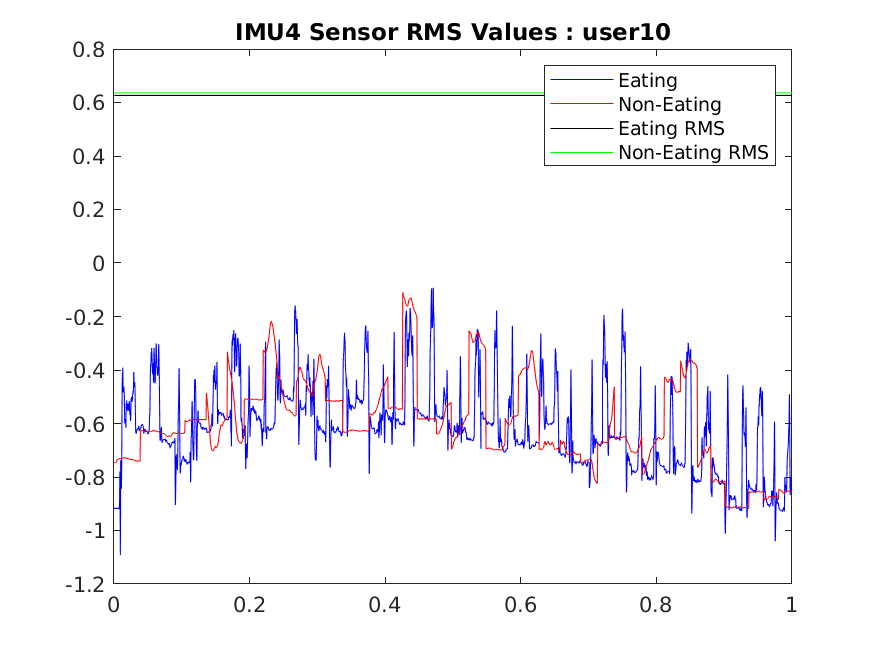 IMU4 Sensor RMS Values : user10
0.8
0.6
0.4
0.2
0
-0.2
-0.4
-0.6
-0.8
-1
-1.2
Eating
Non-Eating
Eating RMS
Non-Eating RMS
0 0.2 0.4 0.6 0.8 1